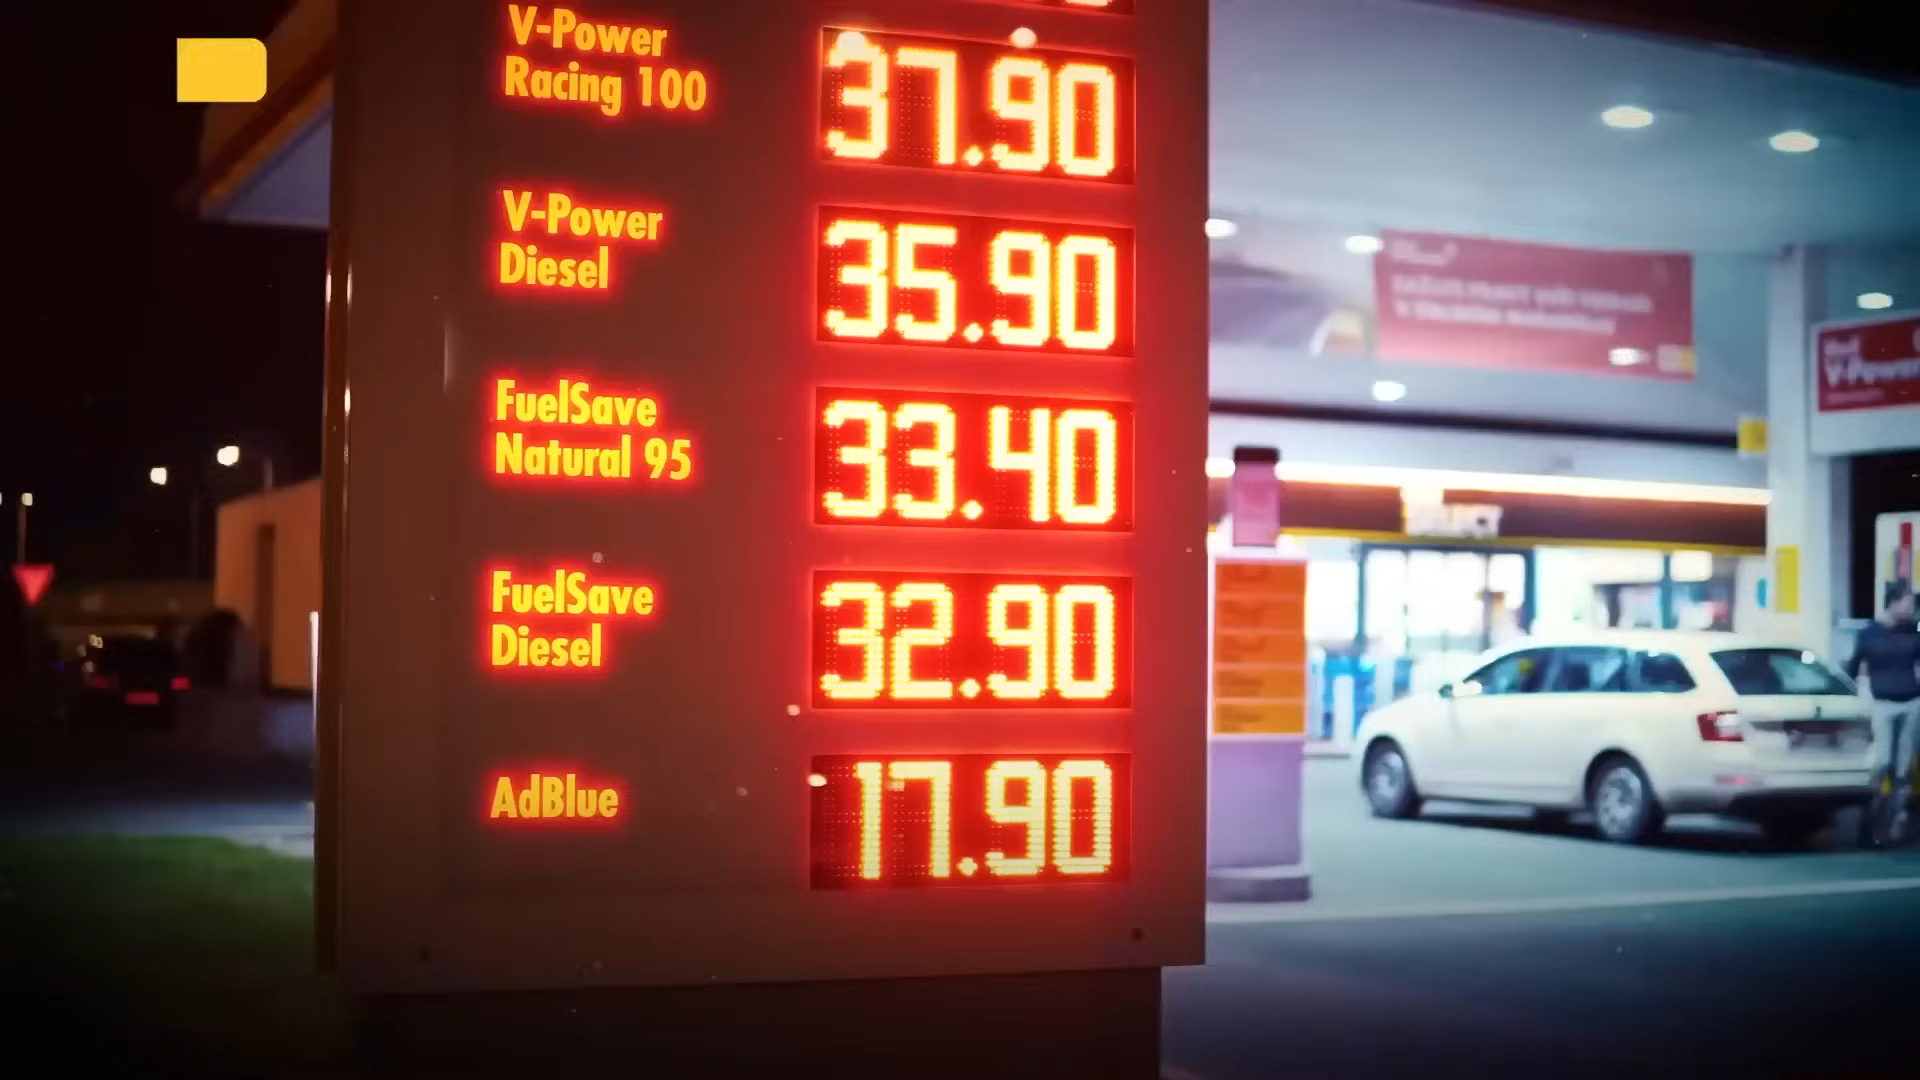 V-Power
Racing 100
37.90
V-Power
Diesel
35.90
FuelSave
Natural 95
33.40
FuelSave
Diesel
32.90
AdBlue
17.90
V-Power